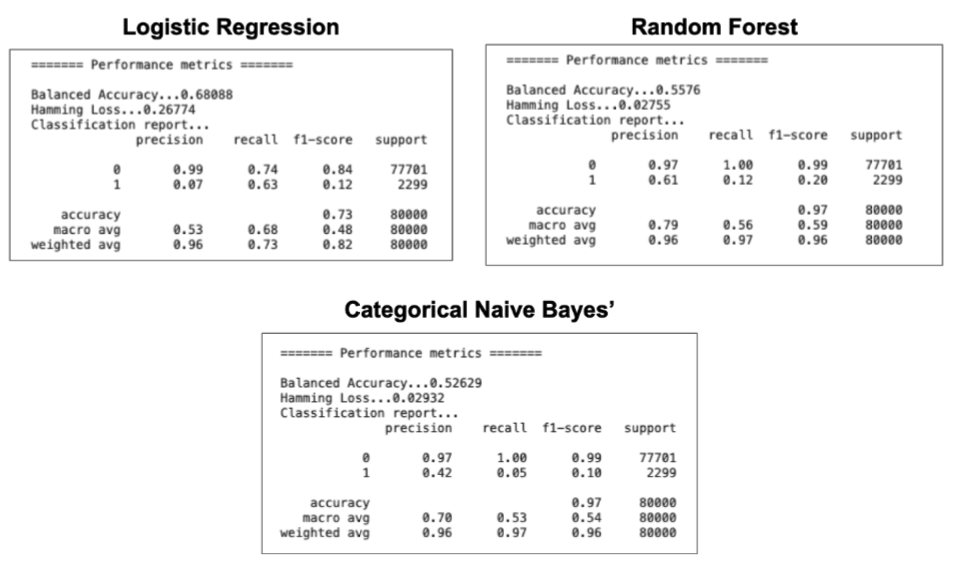 Logistic Regression
======= Performance metrics =======
Balanced Accuracy...0.68088
Hamming Loss...0.26774
Classification report...
precision recall f1-score support
0 0.99 0.74 0.84 77701
1 0.07 0.63 0.12 2299
accuracy 0.73 80000
macro avg 0.53 0.68 0.48 80000
weighted avg 0.96 0.73 0.82 80000
Random Forest
======= Performance metrics =======
Balanced Accuracy...0.5576
Hamming Loss...0.02755
Classification report...
precision recall f1-score support
0 0.97 1.00 0.99 77701
1 0.61 0.12 0.20 2299
accuracy 0.97 80000
macro avg 0.79 0.56 0.59 80000
weighted avg 0.96 0.97 0.96 80000
Categorical Naive Bayes’
======= Performance metrics =======
Balanced Accuracy...0.52629
Hamming Loss...0.02932
Classification report...
precision recall f1-score support
0 0.97 1.00 0.99 77701
1 0.42 0.05 0.10 2299
accuracy 0.97 80000
macro avg 0.70 0.53 0.54 80000
weighted avg 0.96 0.97 0.96 80000